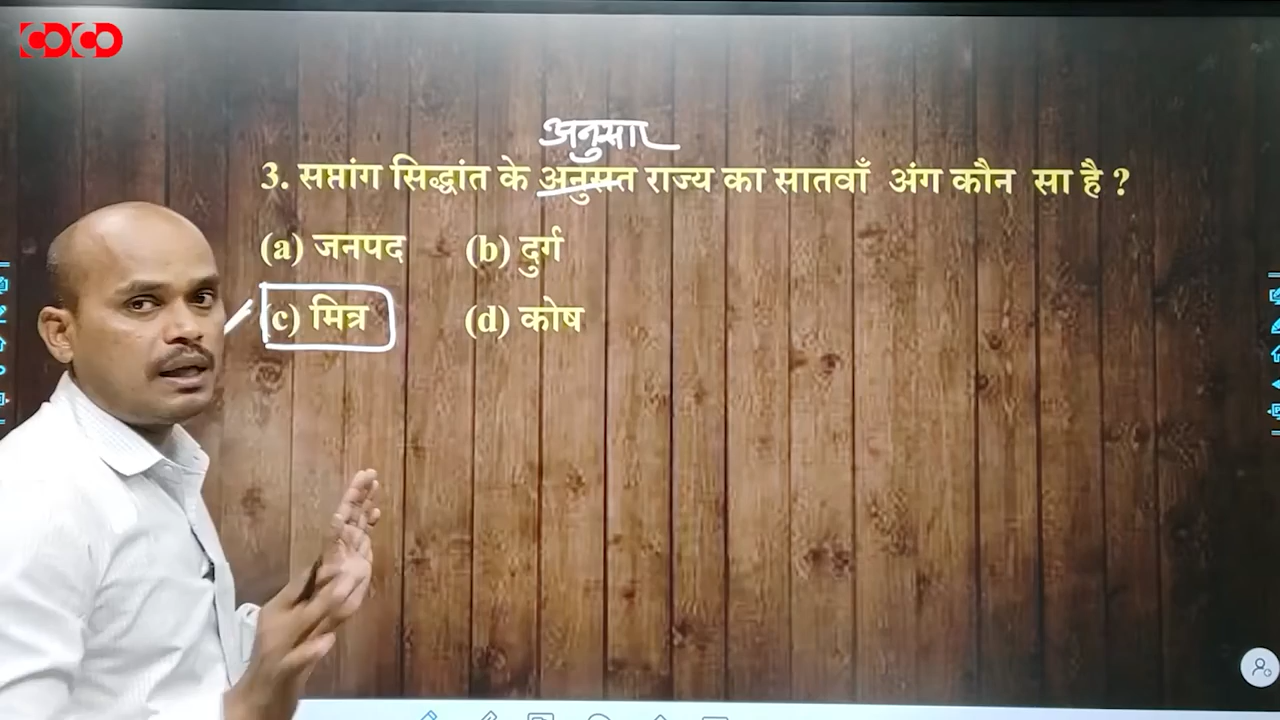 अनुसार
3. सप्तांग सिद्धांत के अनुसत राज्य का सातवाँ अंग कौन सा है ?
(a) जनपद (b) दुर्ग
(c) मित्र (d) कोष